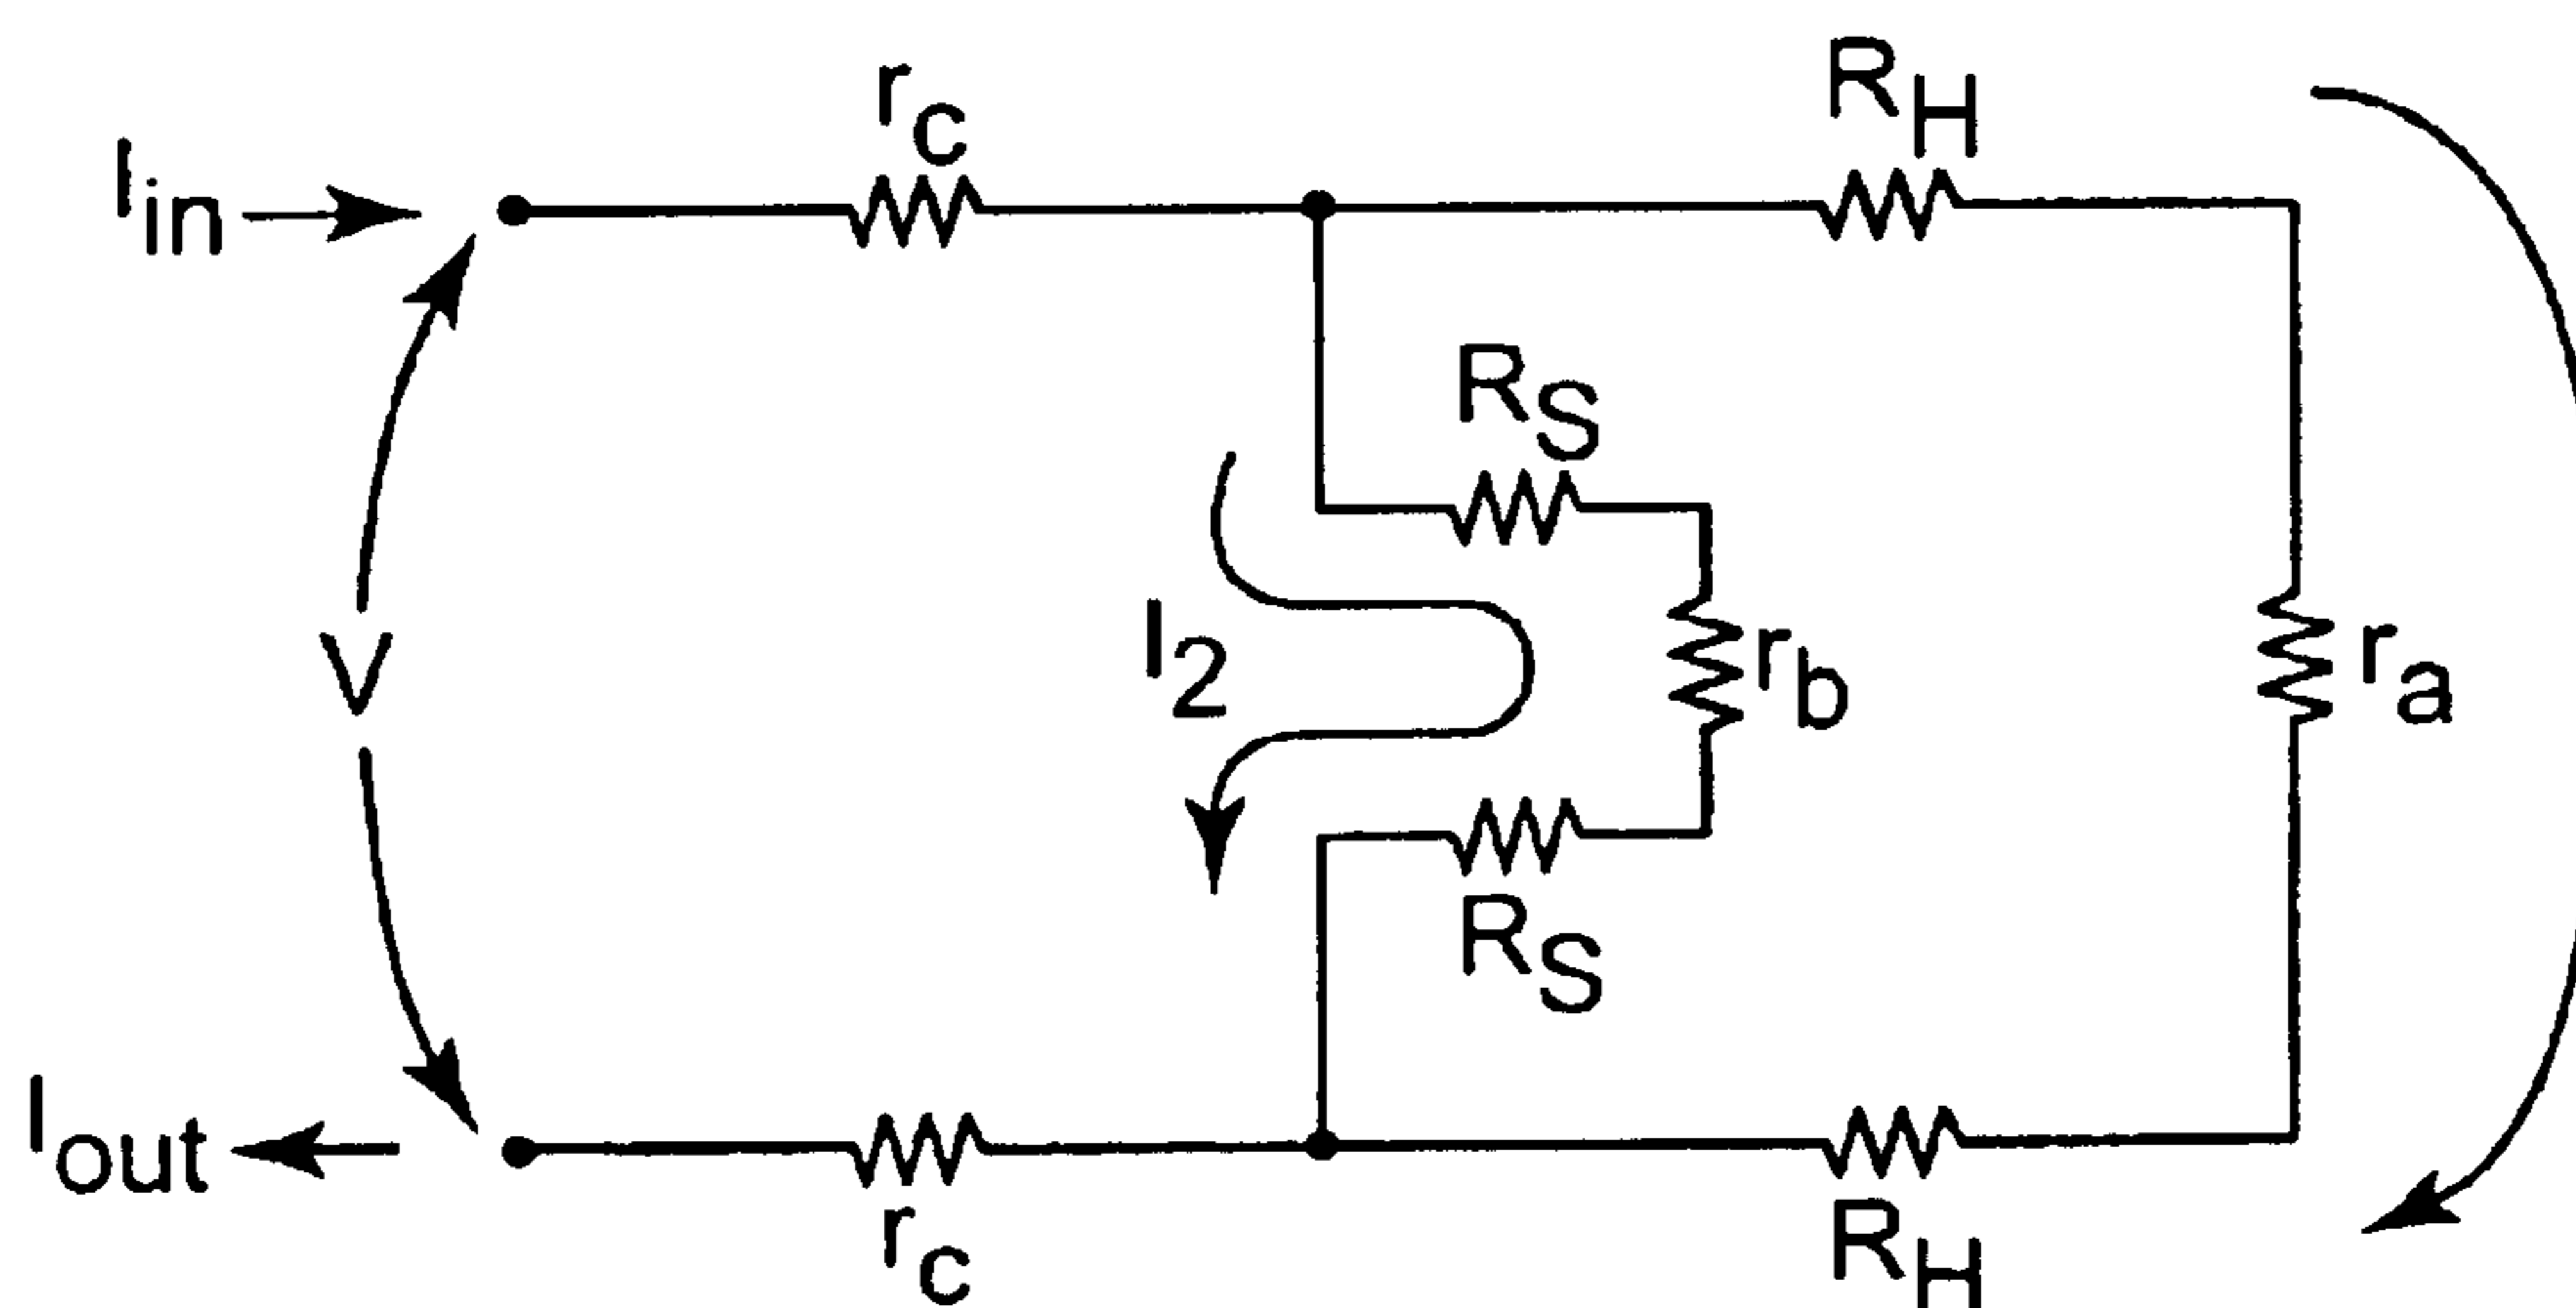 r_c
R_H
I_in
R_S
I_2
r_b
r_a
V
R_S
I_out
r_c
R_H